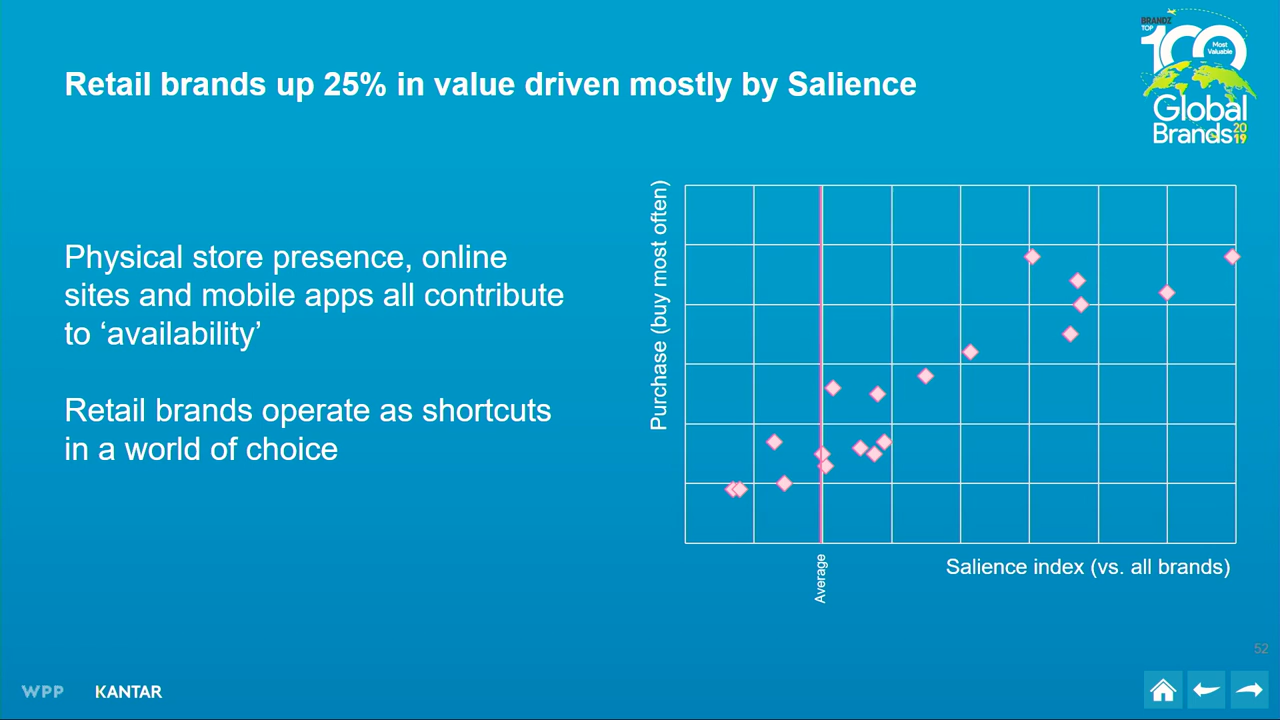 BRANDZ
TOP
100
Most
Valuable
Global
Brands 20
19
Retail brands up 25% in value driven mostly by Salience
Physical store presence, online
sites and mobile apps all contribute
to ‘availability’
Retail brands operate as shortcuts
in a world of choice
Purchase (buy most often)
Average
Salience index (vs. all brands)
52
WPP
KANTAR